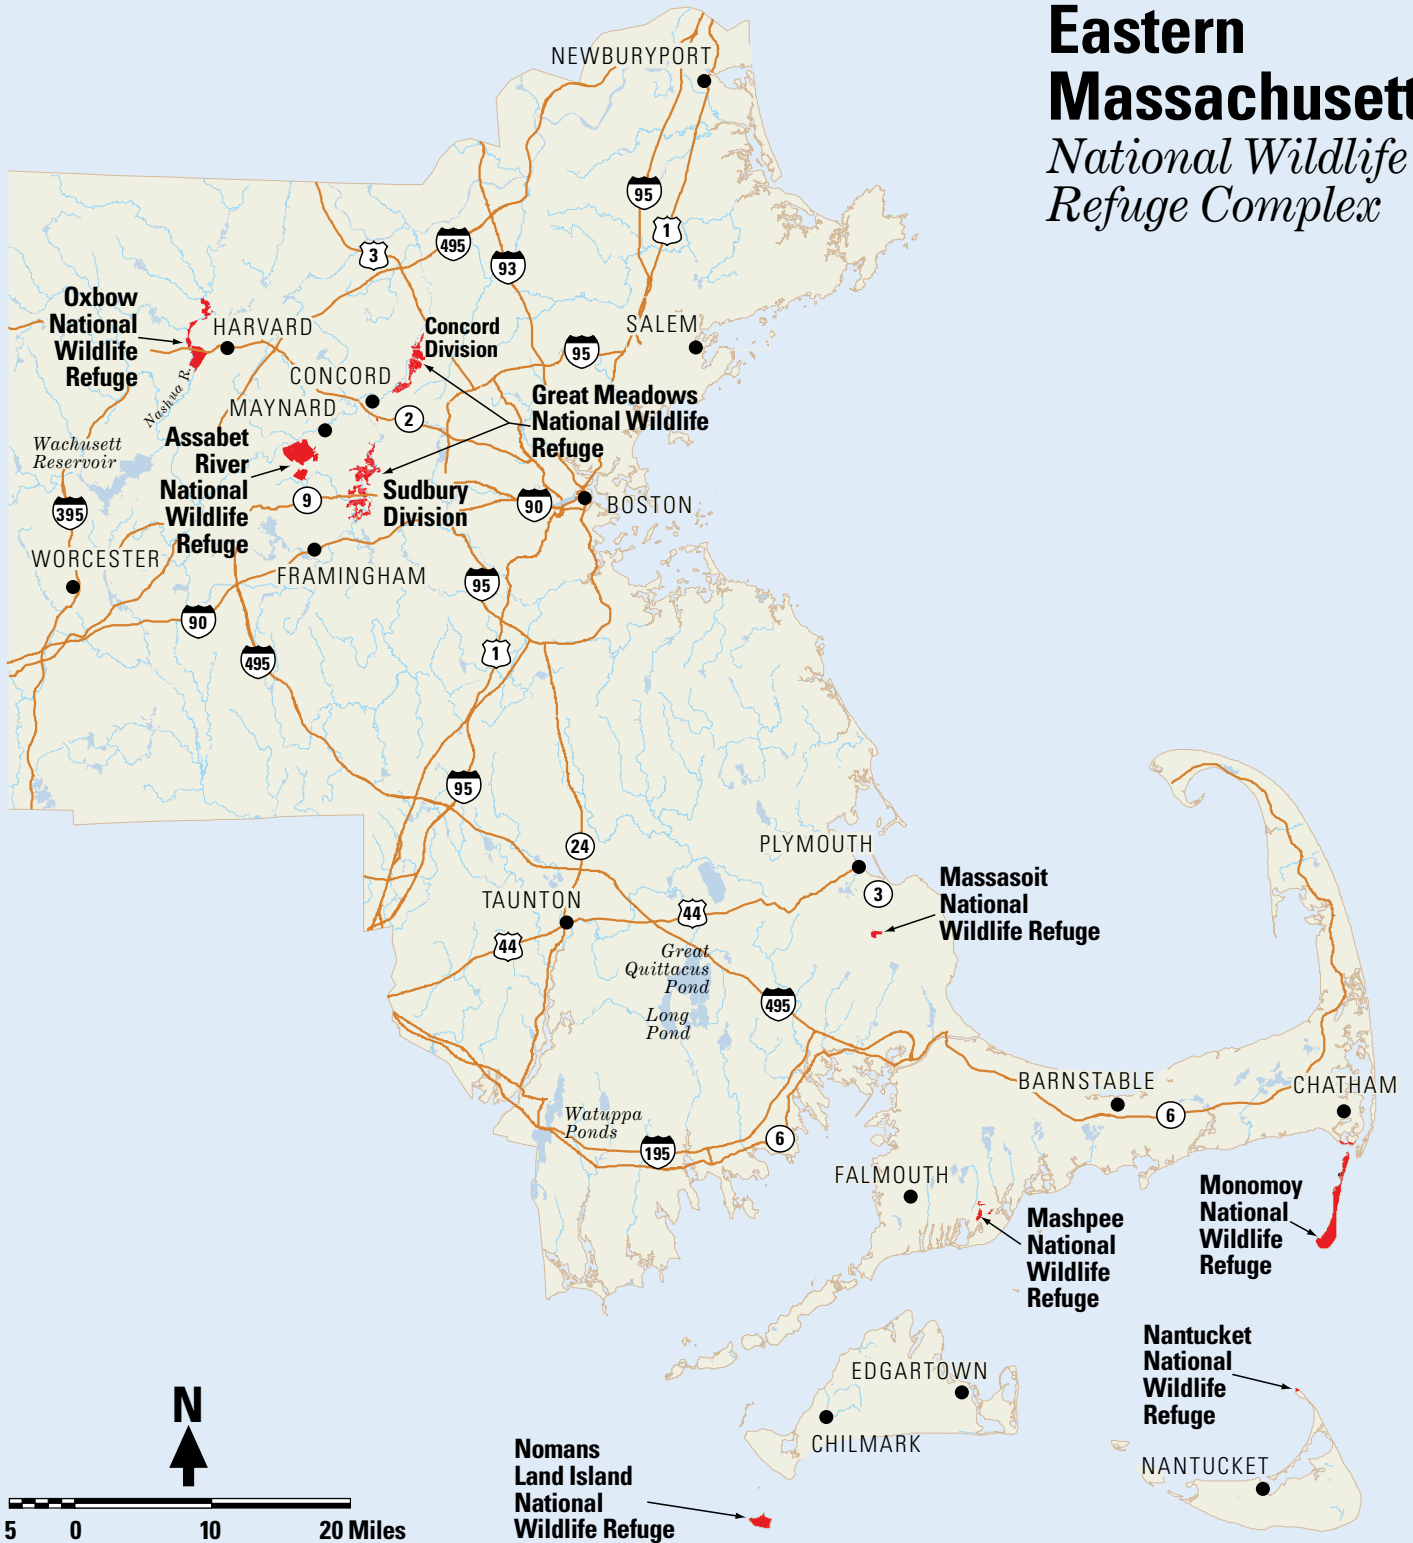 Eastern
Massachusett
National Wildlife
Refuge Complex
NEWBURYPORT
95
1
3
495
93
Oxbow
National
Wildlife
Refuge
HARVARD
Concord
Division
SALEM
95
CONCORD
Nashua R.
MAYNARD
2
Great Meadows
National Wildlife
Refuge
Wachusett
Reservoir
Assabet
River
National
Wildlife
Refuge
395
9
Sudbury
Division
90
BOSTON
WORCESTER
FRAMINGHAM
95
90
495
1
95
24
PLYMOUTH
3
Massasoit
National
Wildlife Refuge
TAUNTON
44
44
Great
Quittacus
Pond
Long
Pond
495
BARNSTABLE
CHATHAM
6
Watuppa
Ponds
195
6
FALMOUTH
Monomoy
National
Wildlife
Refuge
Mashpee
National
Wildlife
Refuge
Nantucket
National
Wildlife
Refuge
EDGARTOWN
CHILMARK
NANTUCKET
N
Nomans
Land Island
National
Wildlife Refuge
5 0 10 20 Miles